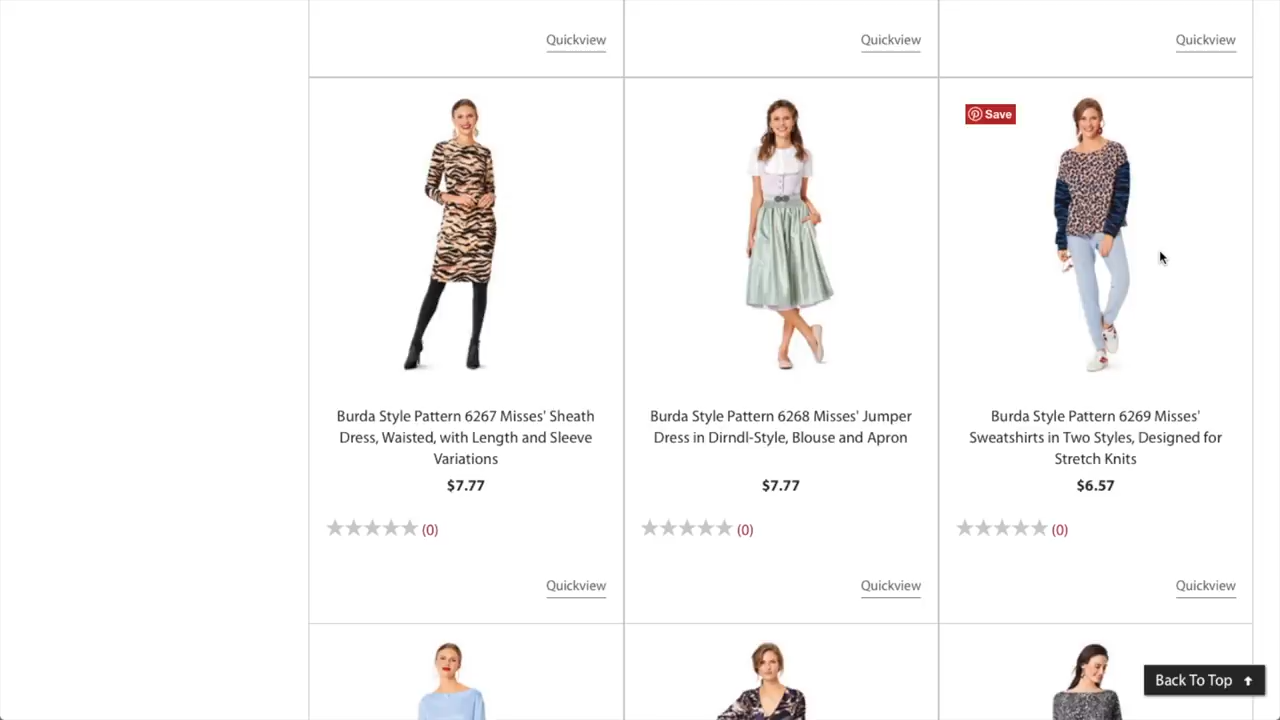 Quickview
Quickview
Quickview
Save
Burda Style Pattern 6267 Misses' Sheath
Dress, Waisted, with Length and Sleeve
Variations
$7.77
(0)
Quickview
Burda Style Pattern 6268 Misses' Jumper
Dress in Dirndl-Style, Blouse and Apron
$7.77
(0)
Quickview
Burda Style Pattern 6269 Misses'
Sweatshirts in Two Styles, Designed for
Stretch Knits
$6.57
(0)
Quickview
Back To Top